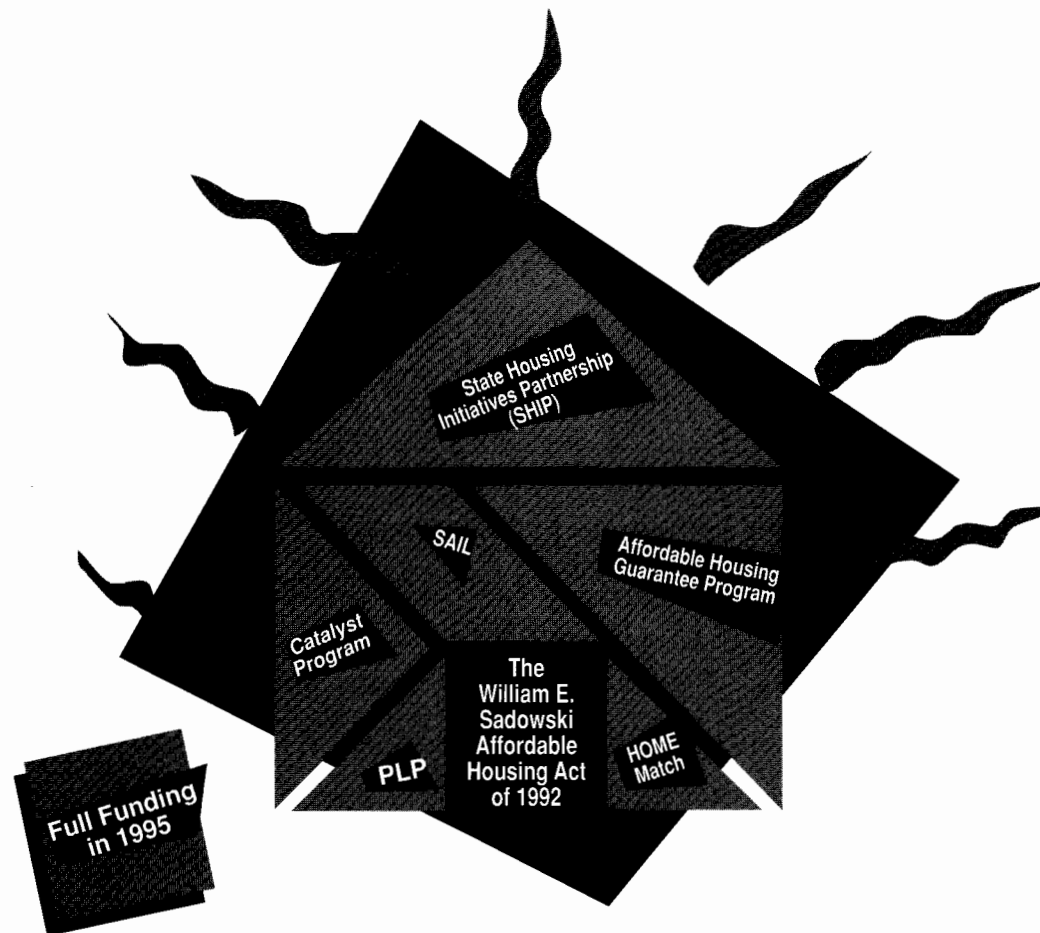 State Housing
Initiatives Partnership
(SHIP)
SAIL
Affordable Housing
Guarantee Program
Catalyst
Program
The
William E.
Sadowski
Affordable
Housing Act
of 1992
PLP
HOME
Match
Full Funding
in 1995